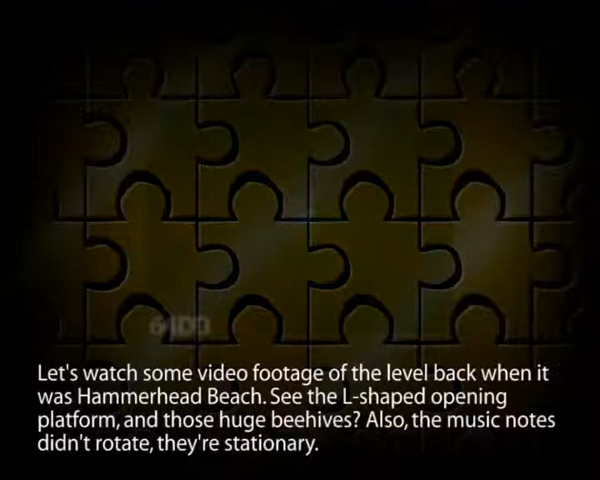 64DD
Let's watch some video footage of the level back when it
was Hammerhead Beach. See the L-shaped opening
platform, and those huge beehives? Also, the music notes
didn't rotate, they're stationary.